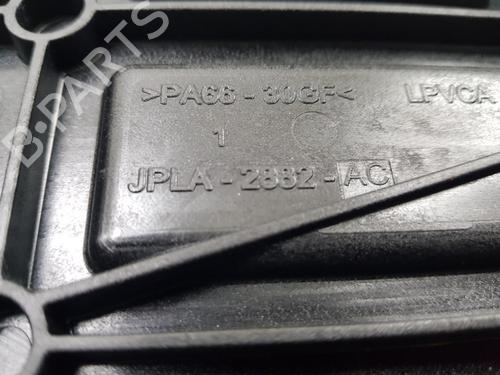 B-PARTS
>PA66-30GF< LPVCA
1
JPLA-2882-AC